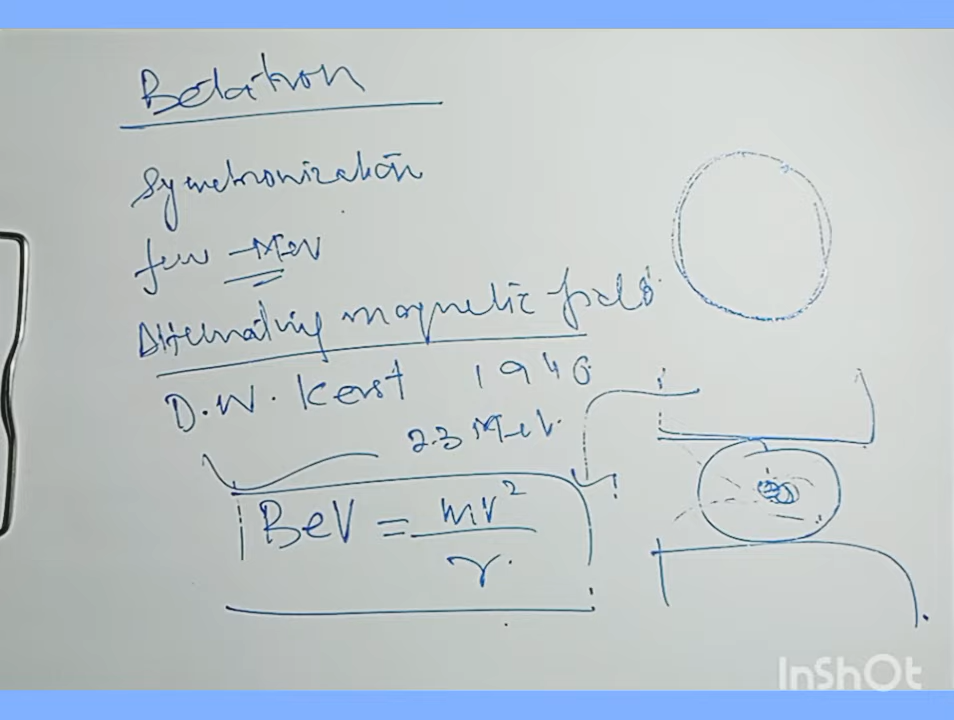 Betatron
Synchronization
few MeV
Alternating magnetic field
D.W. Kerst 1940
2.3 MeV.
BeV = mv²/r
InShOt